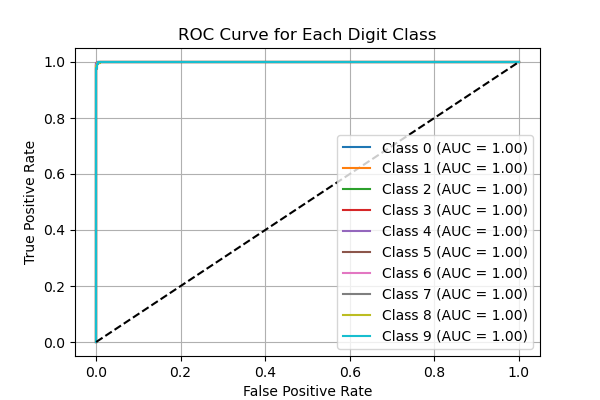 ROC Curve for Each Digit Class
True Positive Rate
1.0
0.8
0.6
0.4
0.2
0.0
Class 0 (AUC = 1.00)
Class 1 (AUC = 1.00)
Class 2 (AUC = 1.00)
Class 3 (AUC = 1.00)
Class 4 (AUC = 1.00)
Class 5 (AUC = 1.00)
Class 6 (AUC = 1.00)
Class 7 (AUC = 1.00)
Class 8 (AUC = 1.00)
Class 9 (AUC = 1.00)
0.0 0.2 0.4 0.6 0.8 1.0
False Positive Rate